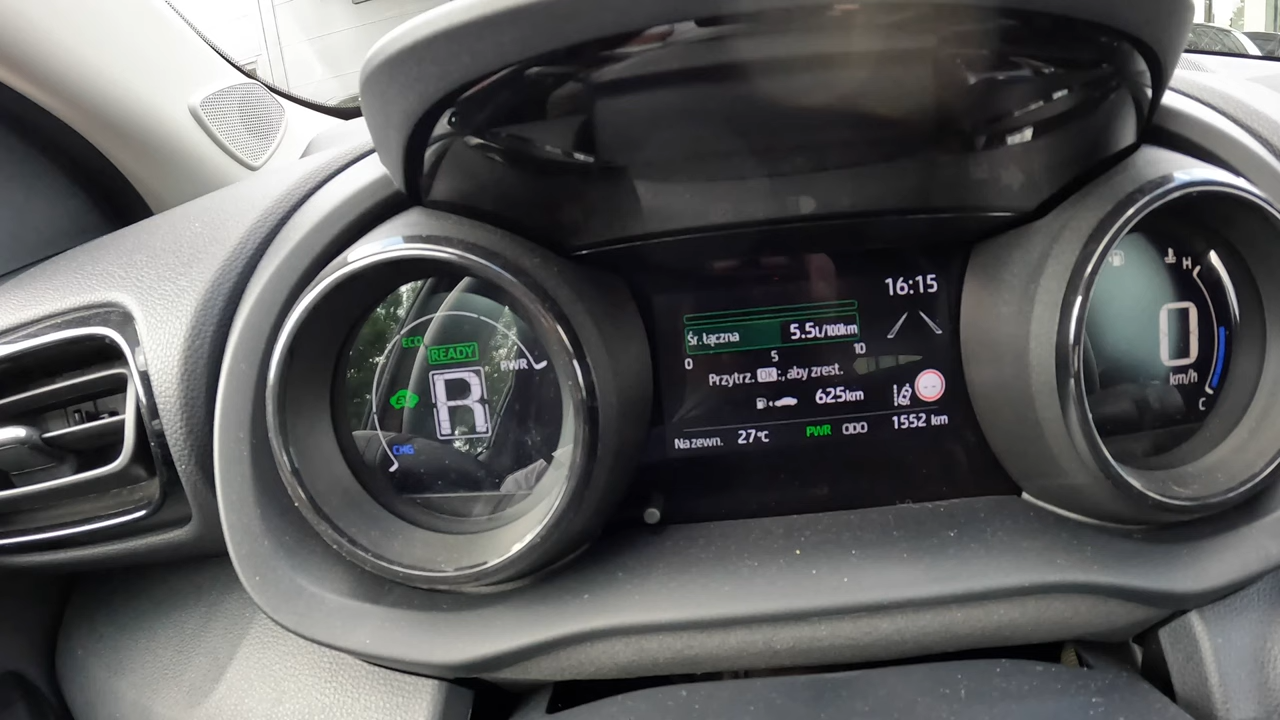 ECO
READY
PWR
EV
R
CHG
16:15
Śr. łączna 5.5L/100km
0 5 10
Przytrz. OK :, aby zrest.
625km
Na zewn. 27°C PWR ODO 1552 km
H
0
km/h
C